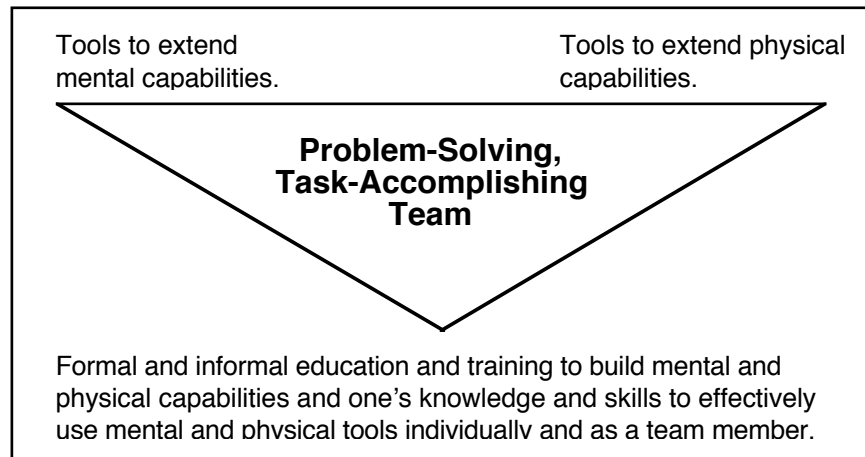 Tools to extend
mental capabilities.
Tools to extend physical
capabilities.
Problem-Solving,
Task-Accomplishing
Team
Formal and informal education and training to build mental and
physical capabilities and one’s knowledge and skills to effectively
use mental and physical tools individually and as a team member.